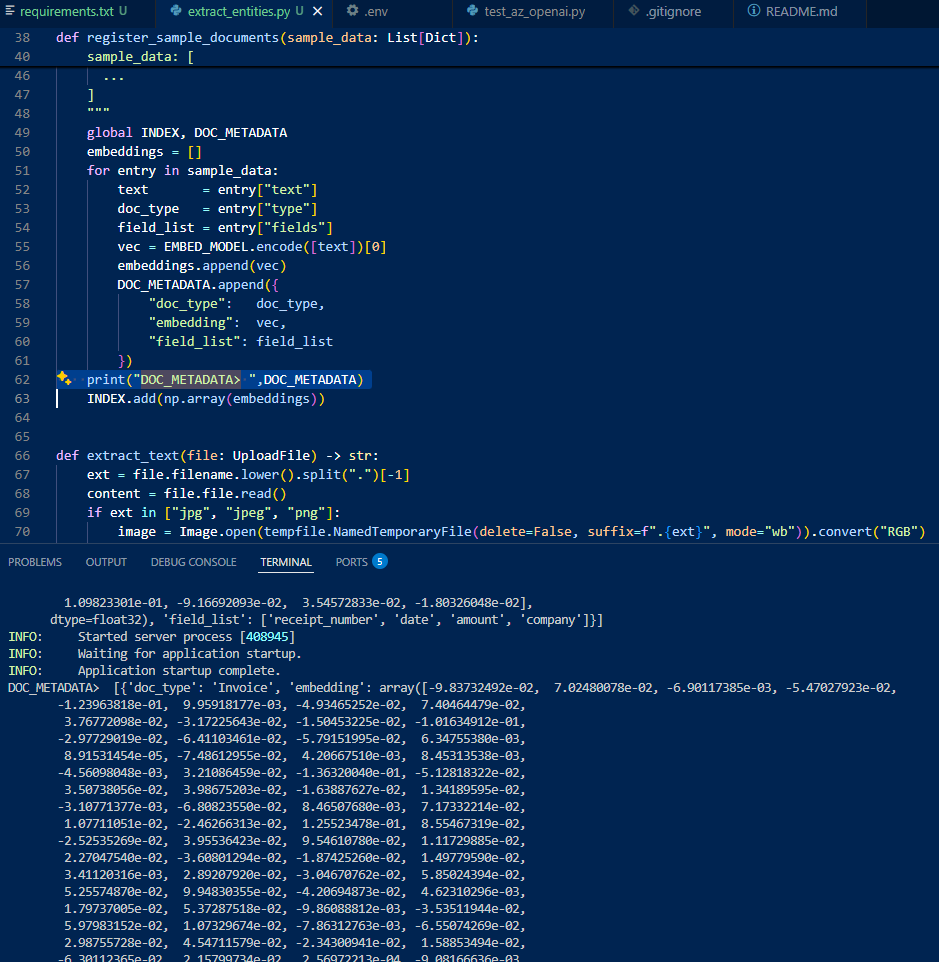 requirements.txt U extract_entities.py U .env test_az_openai.py .gitignore README.md
38 def register_sample_documents(sample_data: List[Dict]):
40 sample_data: [
46 ...
47 ]
48 """
49 global INDEX, DOC_METADATA
50 embeddings = []
51 for entry in sample_data:
52 text = entry["text"]
53 doc_type = entry["type"]
54 field_list = entry["fields"]
55 vec = EMBED_MODEL.encode([text])[0]
56 embeddings.append(vec)
57 DOC_METADATA.append({
58 "doc_type": doc_type,
59 "embedding": vec,
60 "field_list": field_list
61 })
62 print("DOC_METADATA> ",DOC_METADATA)
63 INDEX.add(np.array(embeddings))
64
65
66 def extract_text(file: UploadFile) -> str:
67 ext = file.filename.lower().split(".")[-1]
68 content = file.file.read()
69 if ext in ["jpg", "jpeg", "png"]:
70 image = Image.open(tempfile.NamedTemporaryFile(delete=False, suffix=f".{ext}", mode="wb")).convert("RGB")
PROBLEMS OUTPUT DEBUG CONSOLE TERMINAL PORTS 5
1.09823301e-01, -9.16692093e-02, 3.54572833e-02, -1.80326048e-02],
dtype=float32), 'field_list': ['receipt_number', 'date', 'amount', 'company']}]
INFO: Started server process [408945]
INFO: Waiting for application startup.
INFO: Application startup complete.
DOC_METADATA> [{'doc_type': 'Invoice', 'embedding': array([-9.83732492e-02, 7.02480078e-02, -6.90117385e-03, -5.47027923e-02,
-1.23963818e-01, 9.95918177e-03, -4.93465252e-02, 7.40464479e-02,
3.76772098e-02, -3.17225643e-02, -1.50453225e-02, -1.01634912e-01,
-2.97729019e-02, -6.41103461e-02, -5.79151995e-02, 6.34755380e-03,
8.91531454e-05, -7.48612955e-02, 4.20667510e-03, 8.45313538e-03,
-4.56098048e-03, 3.21086459e-02, -1.36320040e-01, -5.12818322e-02,
3.50738056e-02, 3.98675203e-02, -1.63887627e-02, 1.34189595e-02,
-3.10771377e-03, -6.80823550e-02, 8.46507680e-03, 7.17332214e-02,
1.07711051e-02, -2.46266313e-02, 1.25523478e-01, 8.55467319e-02,
-2.52535269e-02, 3.95536423e-02, 9.54610780e-02, 1.11729885e-02,
2.27047540e-02, -3.60801294e-02, -1.87425260e-02, 1.49779590e-02,
3.41120316e-03, 2.89207920e-02, -3.04670762e-02, 5.85024394e-02,
5.25574870e-02, 9.94830355e-02, -4.20694873e-02, 4.62310296e-03,
1.79737005e-02, 5.37287518e-02, -9.86088812e-03, -3.53511944e-02,
5.97983152e-02, 1.07329674e-02, -7.86312763e-03, -6.55074269e-02,
2.98755728e-02, 4.54711579e-02, -2.34300941e-02, 1.58853494e-02,
-6.30112365e-02, 2.15799734e-02, 2.56972213e-04, -9.08166636e-03,